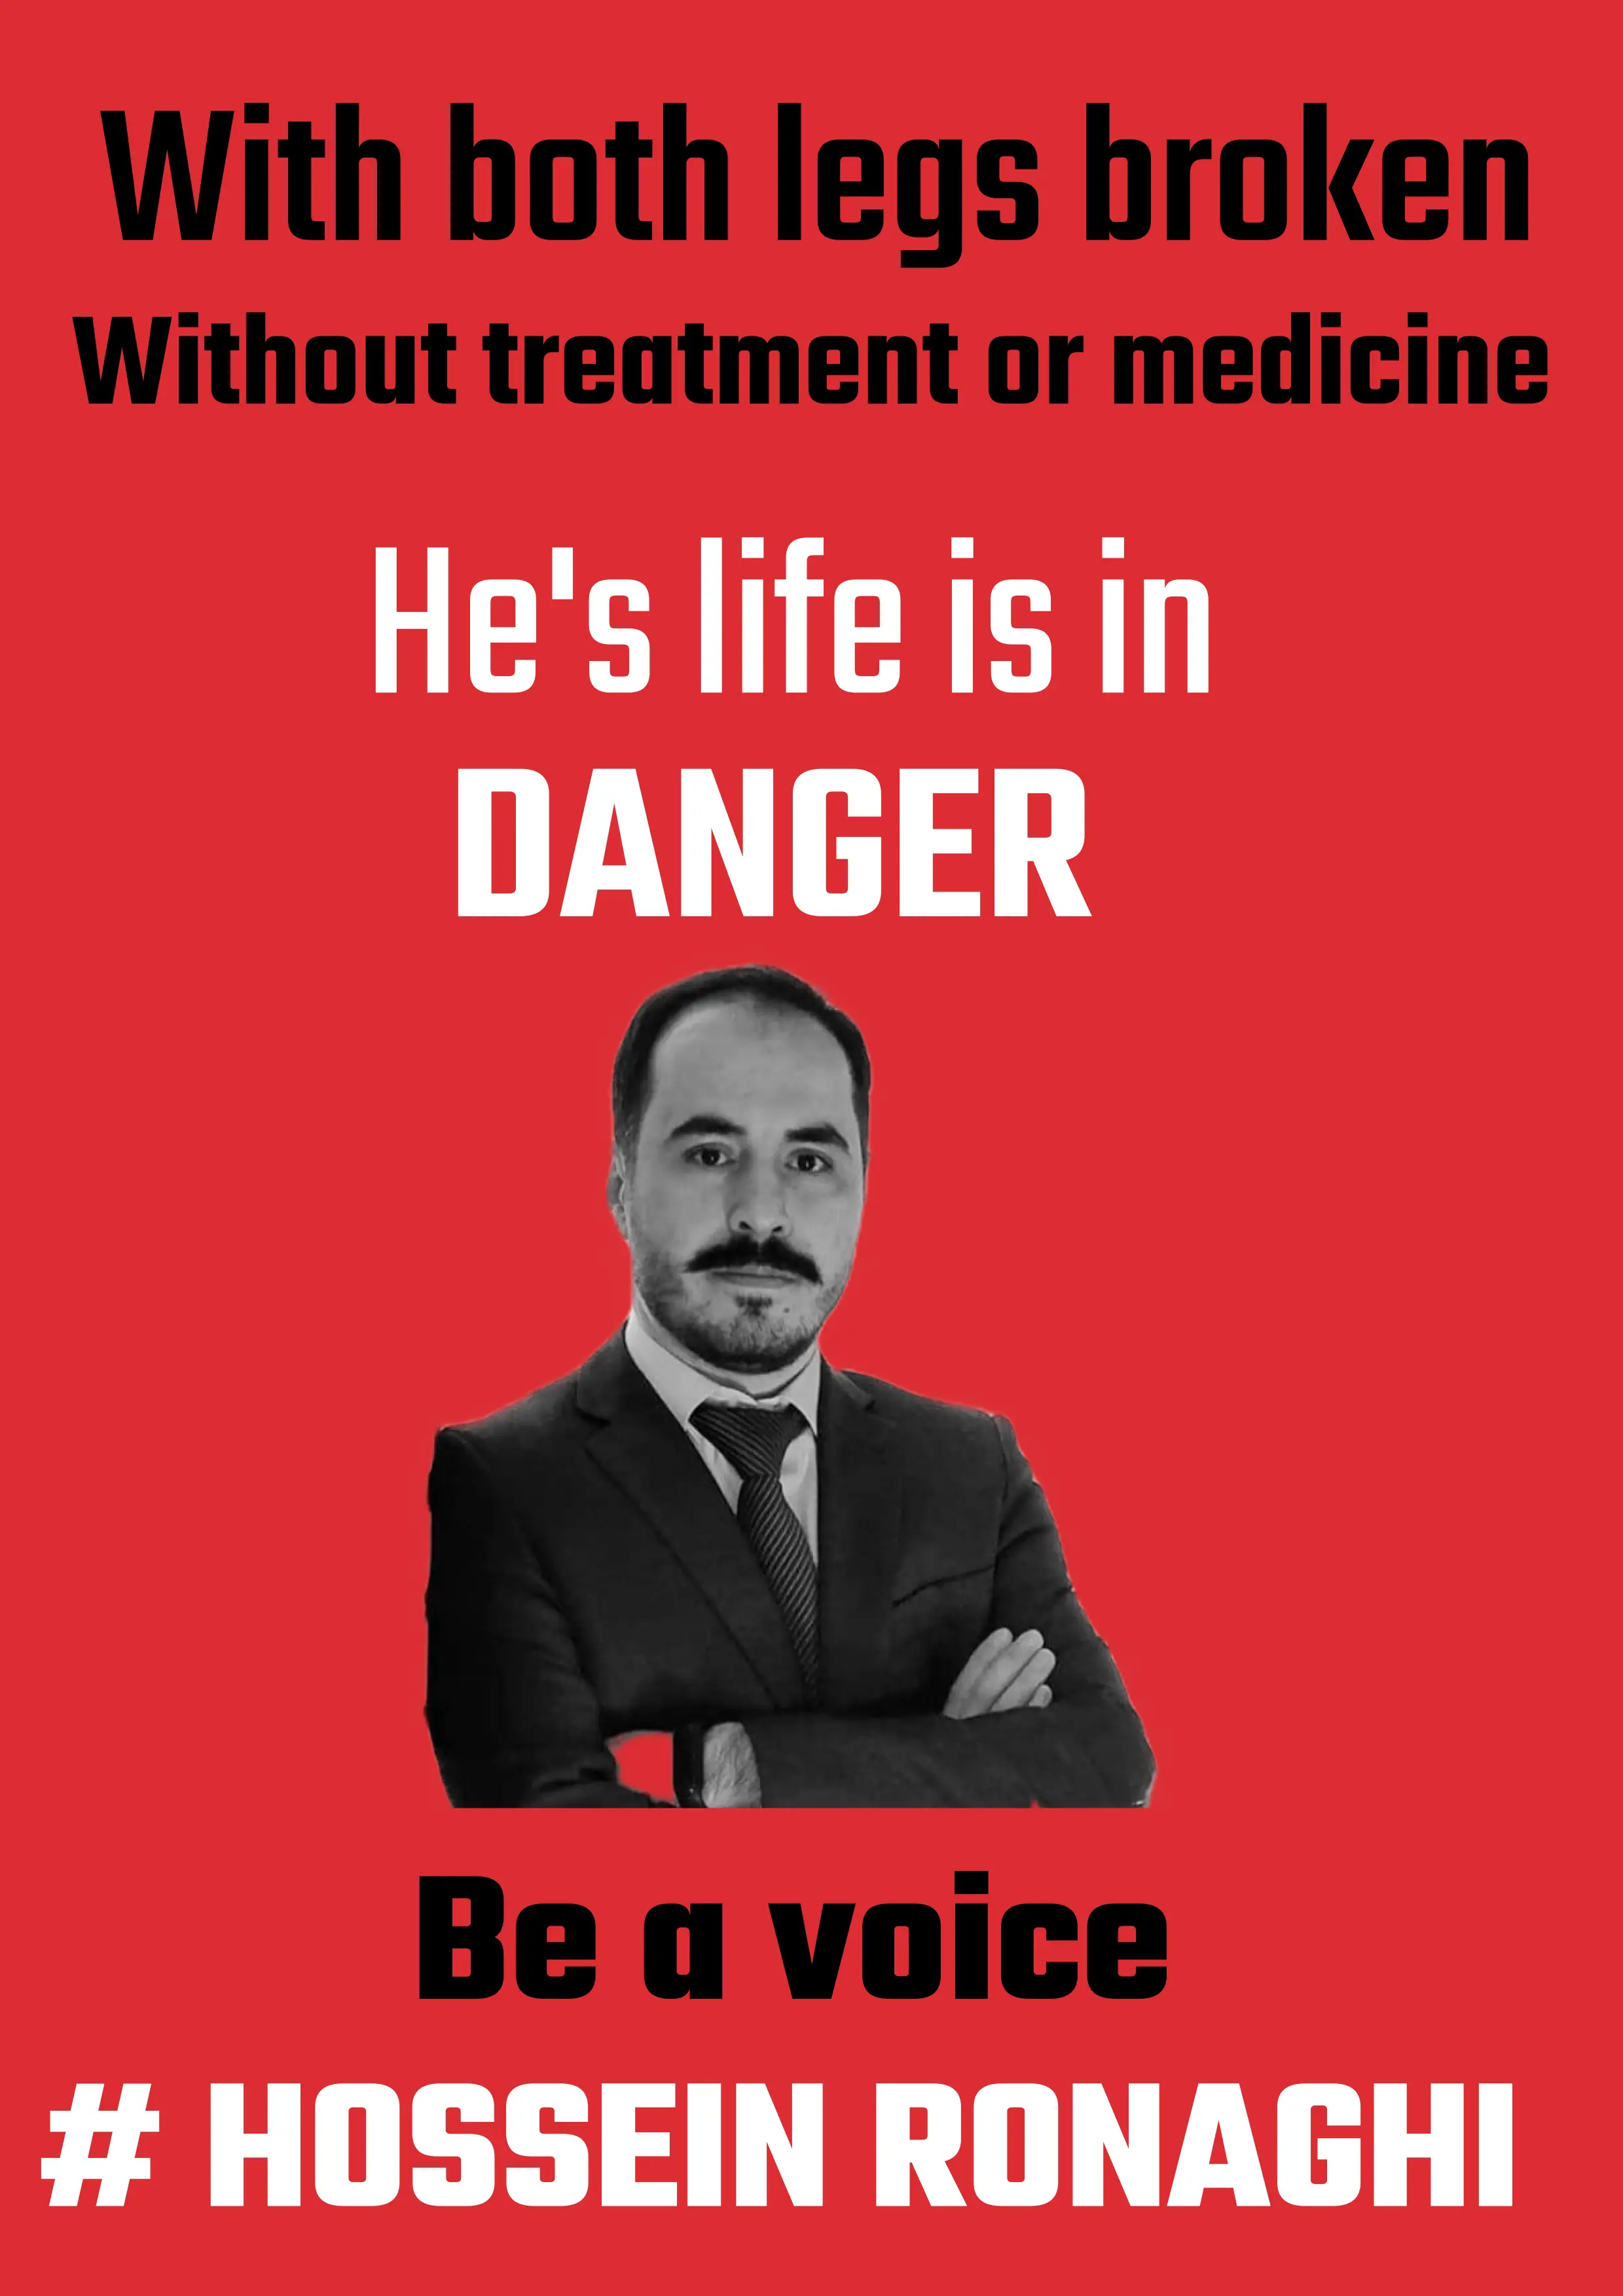 With both legs broken
Without treatment or medicine
He's life is in
DANGER
Be a voice
# HOSSEIN RONAGHI